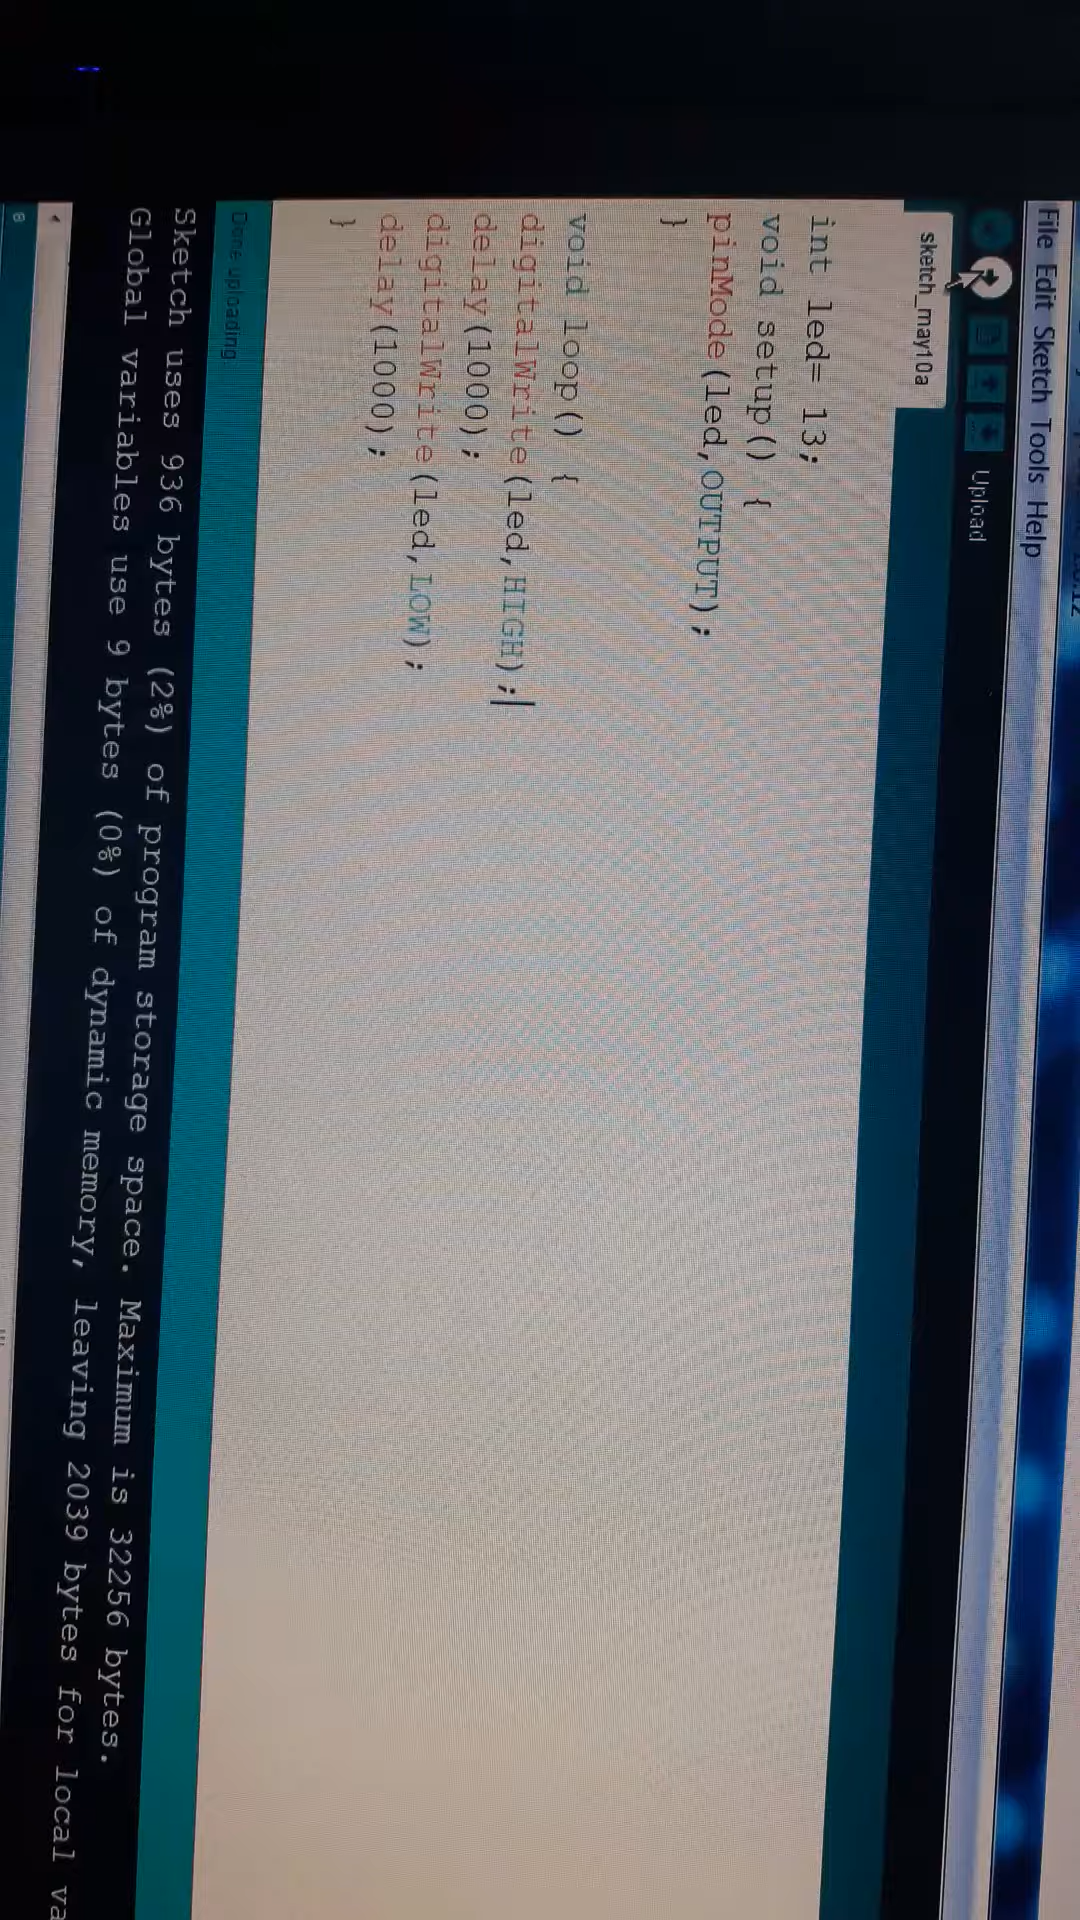 File Edit Sketch Tools Help
Upload
sketch_may10a
int led= 13;
void setup() {
pinMode(led,OUTPUT);
}
void loop() {
digitalWrite(led,HIGH);
delay(1000);
digitalWrite(led,LOW);
delay(1000);
}
Done uploading.
Sketch uses 936 bytes (2%) of program storage space. Maximum is 32256 bytes.
Global variables use 9 bytes (0%) of dynamic memory, leaving 2039 bytes for local va
8